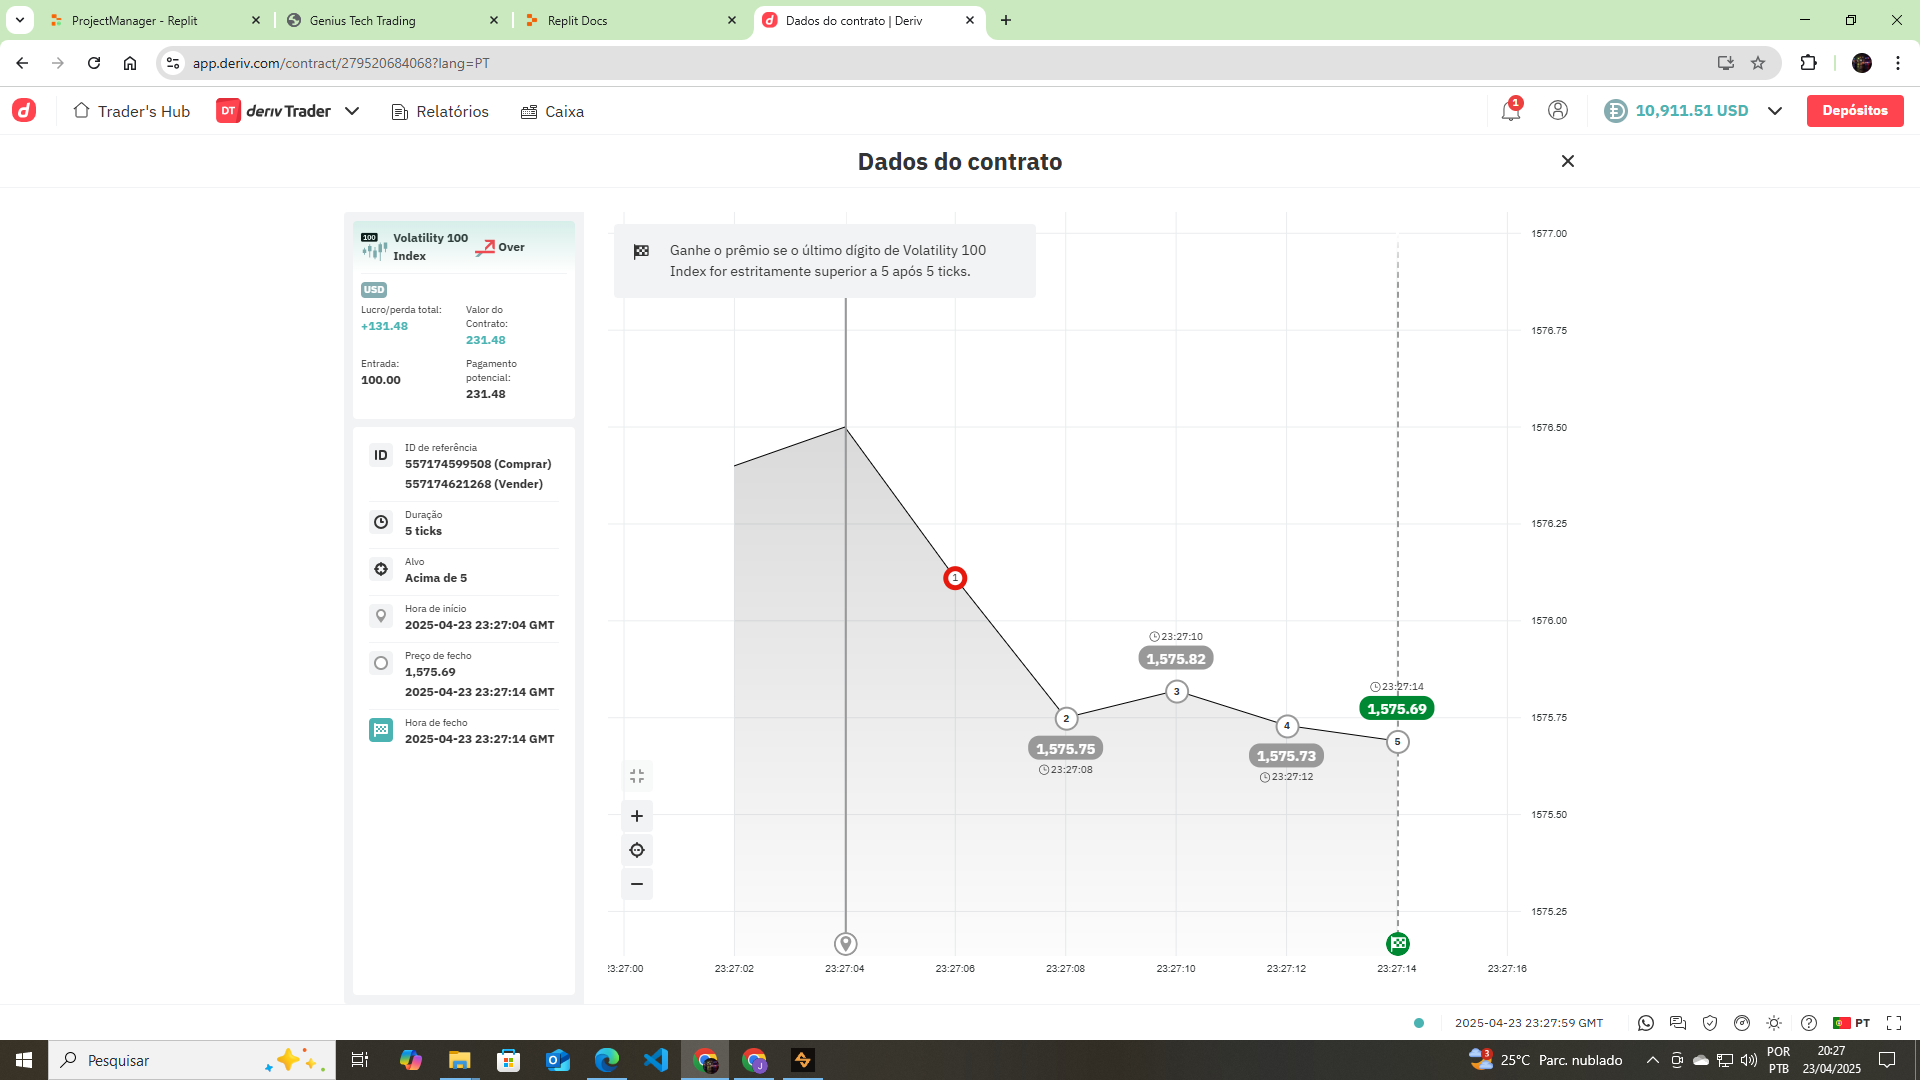 ProjectManager - Replit
Genius Tech Trading
Replit Docs
Dados do contrato | Deriv
app.deriv.com/contract/279520684068?lang=PT
Trader's Hub
DT deriv Trader
Relatórios
Caixa
1
10,911.51 USD
Depósitos
Dados do contrato
100
Volatility 100
Index
Over
USD
Lucro/perda total:
+131.48
Valor do
Contrato:
231.48
Entrada:
100.00
Pagamento
potencial:
231.48
ID
ID de referência
557174599508 (Comprar)
557174621268 (Vender)
Duração
5 ticks
Alvo
Acima de 5
Hora de início
2025-04-23 23:27:04 GMT
Preço de fecho
1,575.69
2025-04-23 23:27:14 GMT
Hora de fecho
2025-04-23 23:27:14 GMT
Ganhe o prêmio se o último dígito de Volatility 100
Index for estritamente superior a 5 após 5 ticks.
1577.00
1576.75
1576.50
1576.25
1576.00
1575.75
1575.50
1575.25
1
2
1,575.75
23:27:08
23:27:10
1,575.82
3
4
1,575.73
23:27:12
23:27:14
1,575.69
5
23:27:00
23:27:02
23:27:04
23:27:06
23:27:08
23:27:10
23:27:12
23:27:14
23:27:16
2025-04-23 23:27:59 GMT
PT
Pesquisar
3
25°C Parc. nublado
POR
PTB
20:27
23/04/2025